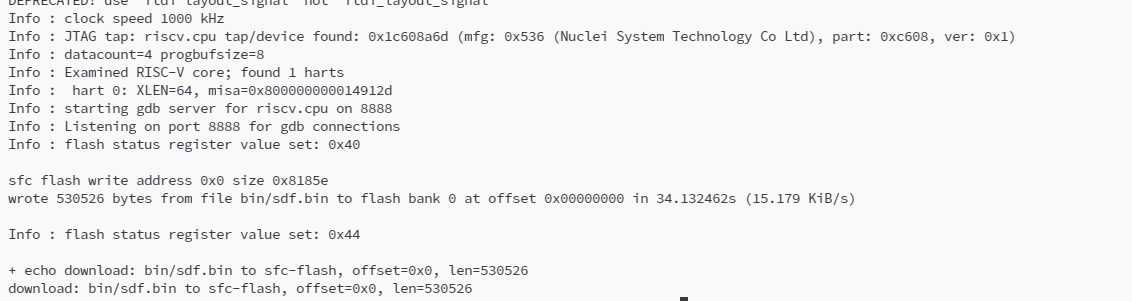 DEPRECATED! use 'ftdi layout_signal' not 'ftdi_layout_signal'
Info : clock speed 1000 kHz
Info : JTAG tap: riscv.cpu tap/device found: 0x1c608a6d (mfg: 0x536 (Nuclei System Technology Co Ltd), part: 0xc608, ver: 0x1)
Info : datacount=4 progbufsize=8
Info : Examined RISC-V core; found 1 harts
Info :  hart 0: XLEN=64, misa=0x800000000014912d
Info : starting gdb server for riscv.cpu on 8888
Info : Listening on port 8888 for gdb connections
Info : flash status register value set: 0x40
sfc flash write address 0x0 size 0x8185e
wrote 530526 bytes from file bin/sdf.bin to flash bank 0 at offset 0x00000000 in 34.132462s (15.179 KiB/s)
Info : flash status register value set: 0x44
+ echo download: bin/sdf.bin to sfc-flash, offset=0x0, len=530526
download: bin/sdf.bin to sfc-flash, offset=0x0, len=530526